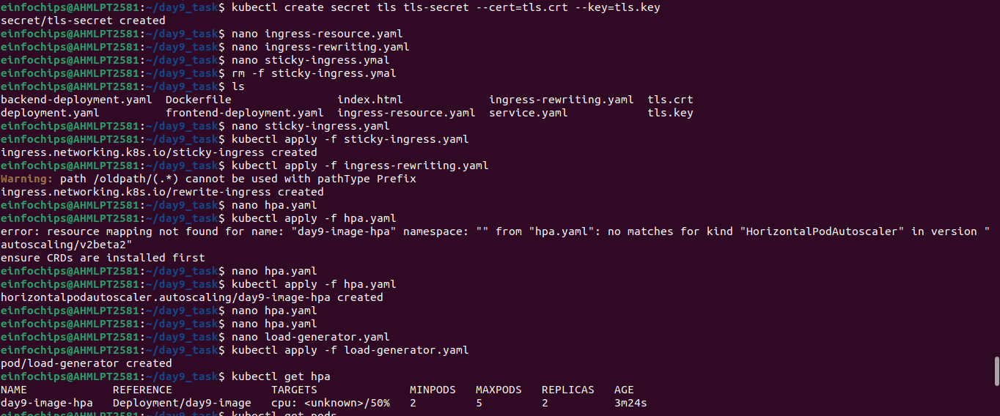 einfochips@AHMLPT2581:~/day9_task$ kubectl create secret tls tls-secret --cert=tls.crt --key=tls.key
secret/tls-secret created
einfochips@AHMLPT2581:~/day9_task$ nano ingress-resource.yaml
einfochips@AHMLPT2581:~/day9_task$ nano ingress-rewriting.yaml
einfochips@AHMLPT2581:~/day9_task$ nano sticky-ingress.ymal
einfochips@AHMLPT2581:~/day9_task$ rm -f sticky-ingress.ymal
einfochips@AHMLPT2581:~/day9_task$ ls
backend-deployment.yaml  Dockerfile                index.html             ingress-rewriting.yaml  tls.crt
deployment.yaml          frontend-deployment.yaml  ingress-resource.yaml  service.yaml            tls.key
einfochips@AHMLPT2581:~/day9_task$ nano sticky-ingress.yaml
einfochips@AHMLPT2581:~/day9_task$ kubectl apply -f sticky-ingress.yaml
ingress.networking.k8s.io/sticky-ingress created
einfochips@AHMLPT2581:~/day9_task$ kubectl apply -f ingress-rewriting.yaml
Warning: path /oldpath/(.*) cannot be used with pathType Prefix
ingress.networking.k8s.io/rewrite-ingress created
einfochips@AHMLPT2581:~/day9_task$ nano hpa.yaml
einfochips@AHMLPT2581:~/day9_task$ kubectl apply -f hpa.yaml
error: resource mapping not found for name: "day9-image-hpa" namespace: "" from "hpa.yaml": no matches for kind "HorizontalPodAutoscaler" in version "
autoscaling/v2beta2"
ensure CRDs are installed first
einfochips@AHMLPT2581:~/day9_task$ nano hpa.yaml
einfochips@AHMLPT2581:~/day9_task$ kubectl apply -f hpa.yaml
horizontalpodautoscaler.autoscaling/day9-image-hpa created
einfochips@AHMLPT2581:~/day9_task$ nano hpa.yaml
einfochips@AHMLPT2581:~/day9_task$ nano hpa.yaml
einfochips@AHMLPT2581:~/day9_task$ nano load-generator.yaml
einfochips@AHMLPT2581:~/day9_task$ kubectl apply -f load-generator.yaml
pod/load-generator created
einfochips@AHMLPT2581:~/day9_task$ kubectl get hpa
NAME             REFERENCE               TARGETS              MINPODS   MAXPODS   REPLICAS   AGE
day9-image-hpa   Deployment/day9-image   cpu: <unknown>/50%   2         5         2          3m24s
einfochips@AHMLPT2581:~/day9_task$ kubectl get pods